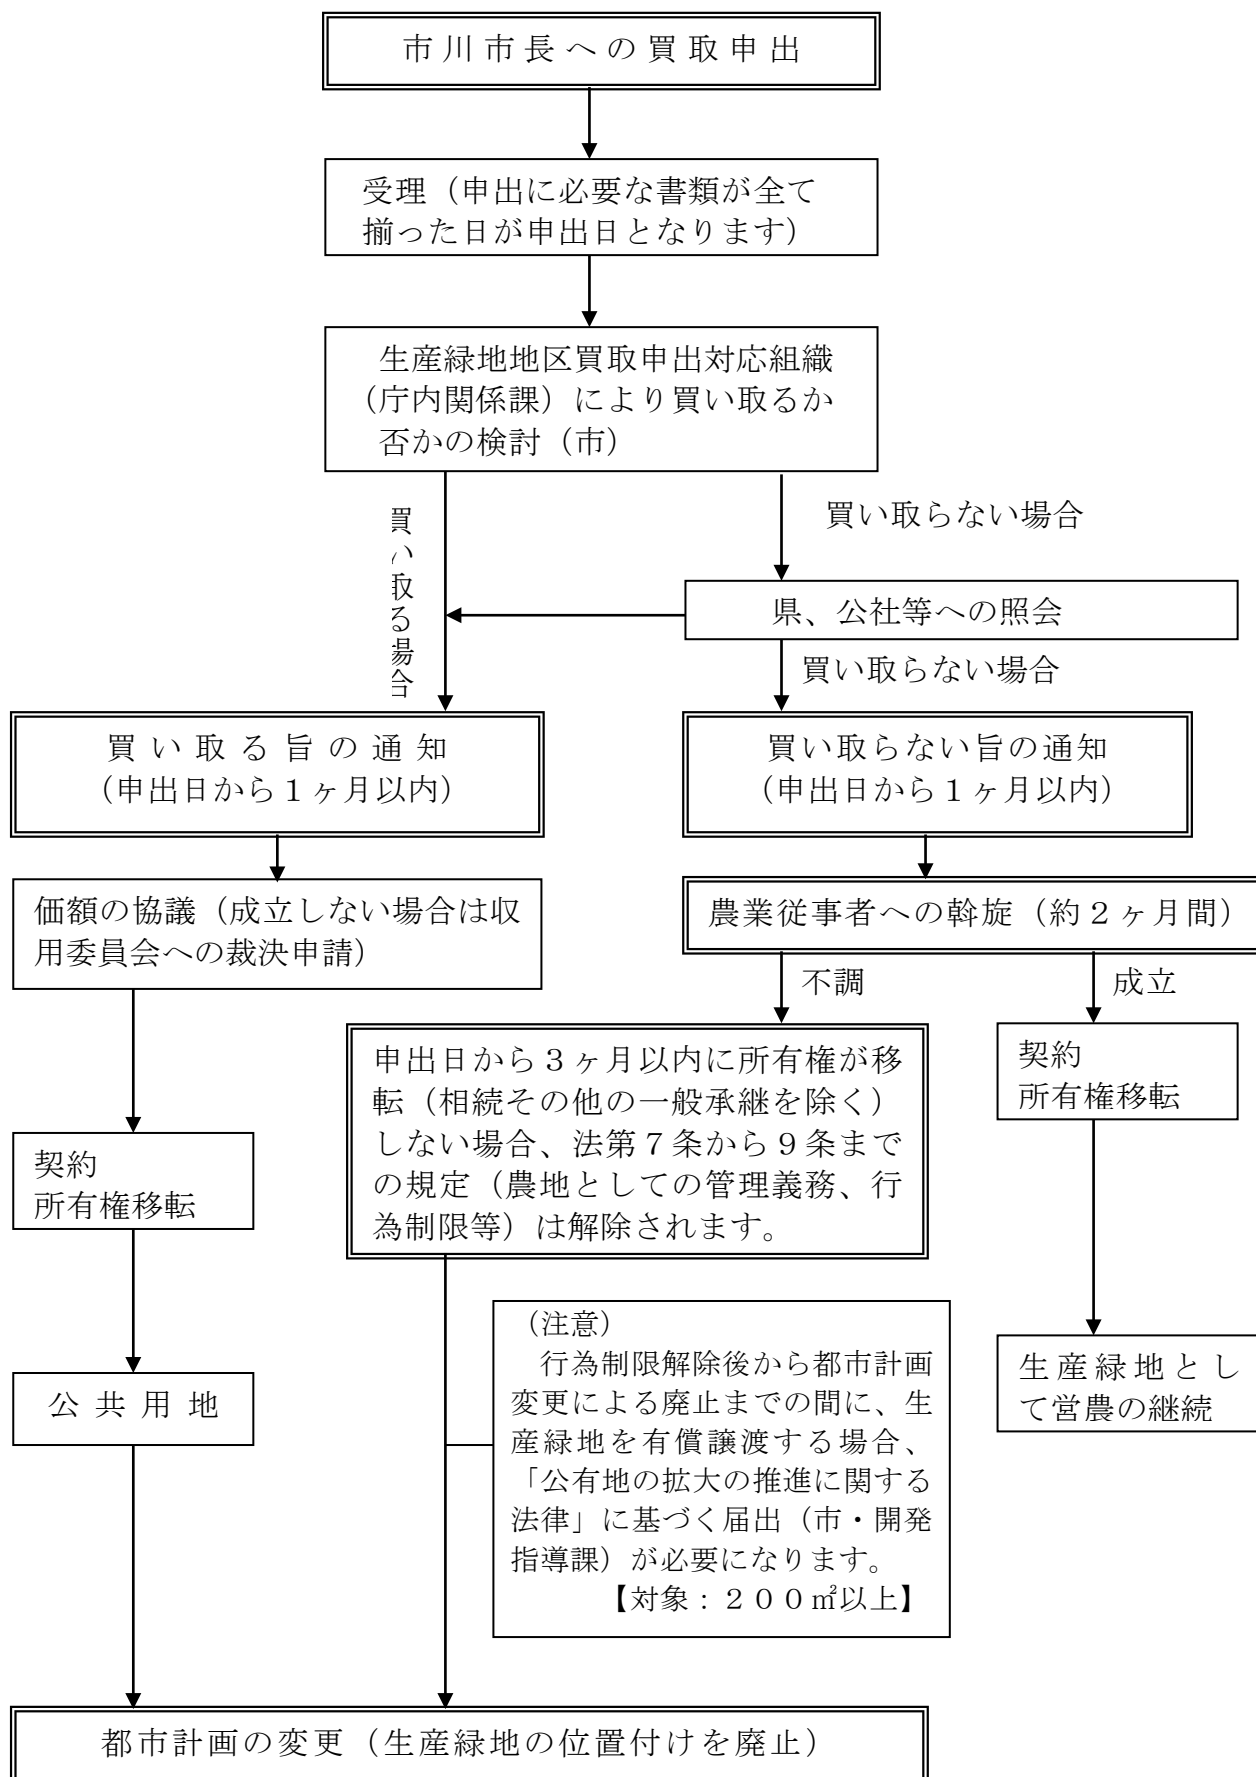 市川市長への買取申出
受理（申出に必要な書類が全て
揃った日が申出日となります）
生産緑地地区買取申出対応組織
（庁内関係課）により買い取るか
否かの検討（市）
買い取る場合
買い取らない場合
県、公社等への照会
買い取らない場合
買い取る旨の通知
（申出日から１ヶ月以内）
買い取らない旨の通知
（申出日から１ヶ月以内）
価額の協議（成立しない場合は収
用委員会への裁決申請）
農業従事者への斡旋（約２ヶ月間）
不調
成立
申出日から３ヶ月以内に所有権が移
転（相続その他の一般承継を除く）
しない場合、法第７条から９条まで
の規定（農地としての管理義務、行
為制限等）は解除されます。
契約
所有権移転
契約
所有権移転
（注意）
行為制限解除後から都市計画
変更による廃止までの間に、生
産緑地を有償譲渡する場合、
「公有地の拡大の推進に関する
法律」に基づく届出（市・開発
指導課）が必要になります。
【対象：２００㎡以上】
生産緑地とし
て営農の継続
公共用地
都市計画の変更（生産緑地の位置付けを廃止）